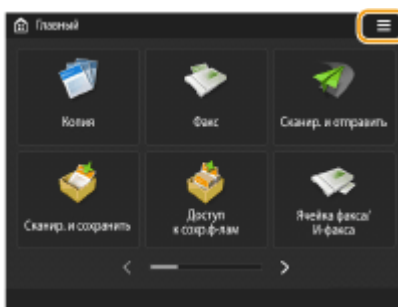 Главный
Копия
Факс
Сканир. и отправить
Сканир. и сохранить
Доступ
к сохр.ф-лам
Ячейка факса/
И-факса